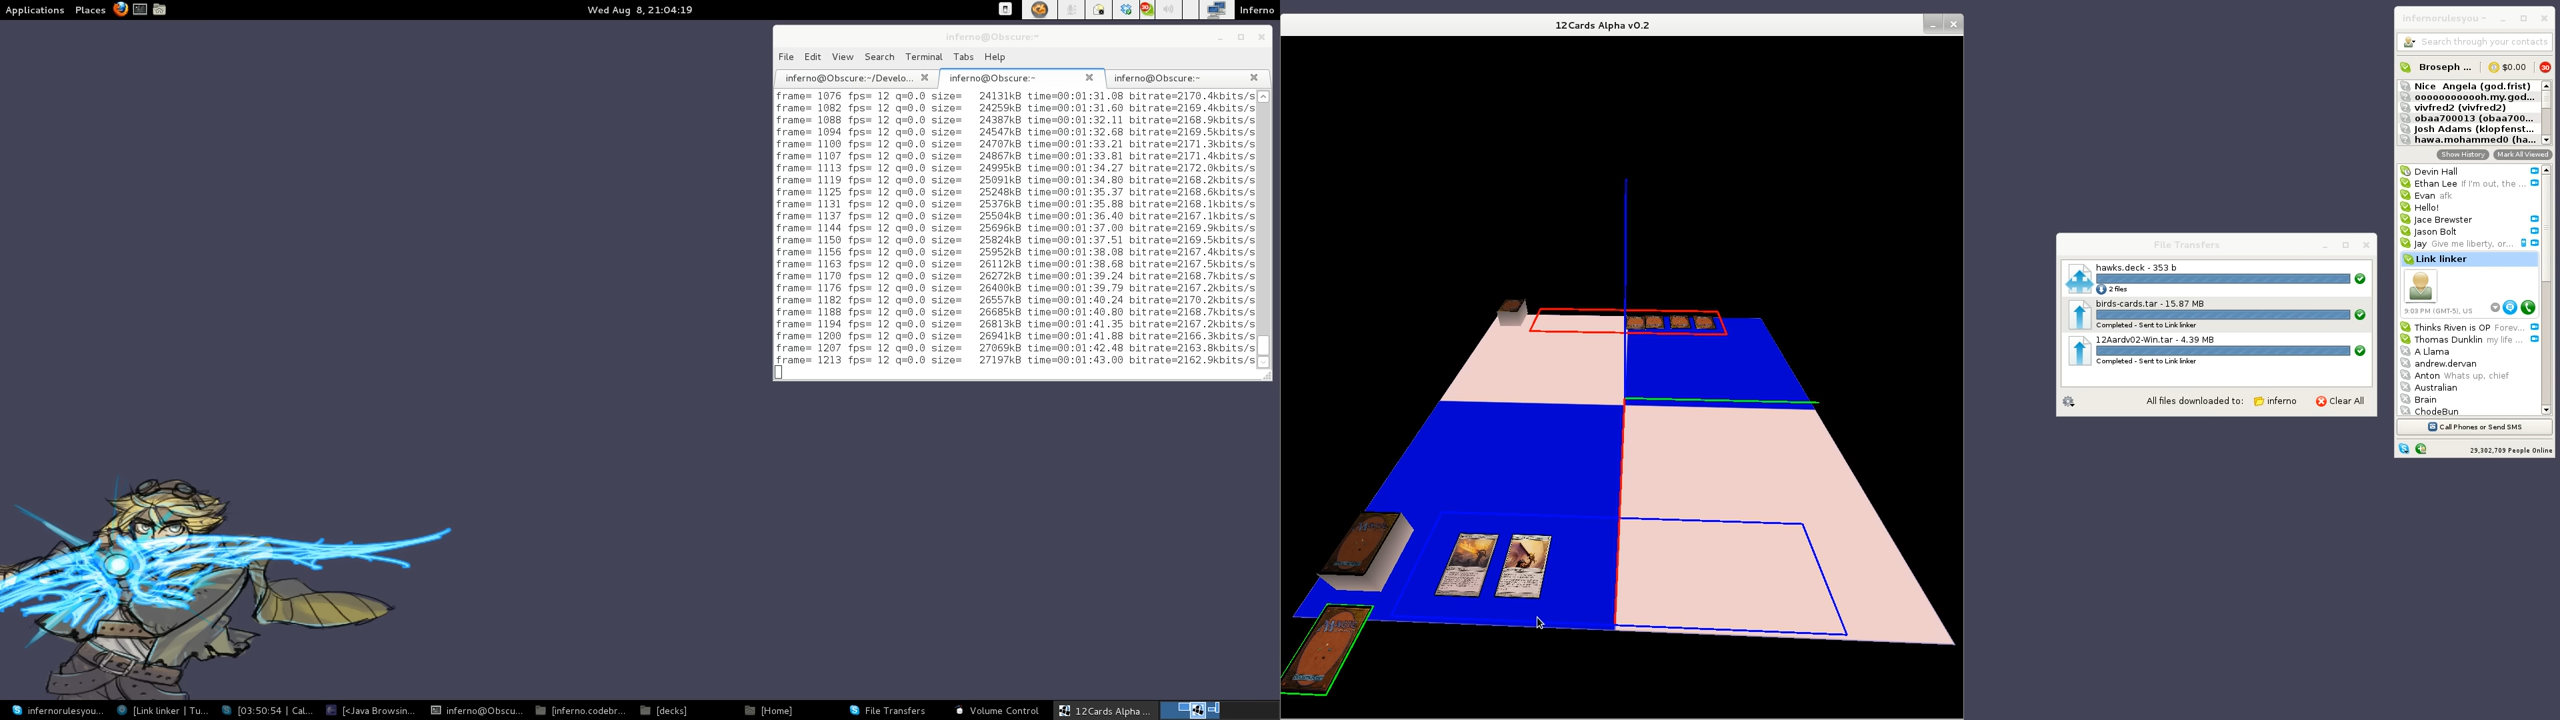 Applications Places
Wed Aug 8, 21:04:19
30
Inferno
inferno@Obscure:~
File Edit View Search Terminal Tabs Help
inferno@Obscure:~/Develo...
inferno@Obscure:~
inferno@Obscure:~
frame= 1076 fps= 12 q=0.0 size= 24131kB time=00:01:31.08 bitrate=2170.4kbits/s
frame= 1082 fps= 12 q=0.0 size= 24259kB time=00:01:31.60 bitrate=2169.5kbits/s
frame= 1088 fps= 12 q=0.0 size= 24387kB time=00:01:32.11 bitrate=2168.9kbits/s
frame= 1094 fps= 12 q=0.0 size= 24547kB time=00:01:32.68 bitrate=2169.5kbits/s
frame= 1100 fps= 12 q=0.0 size= 24707kB time=00:01:33.21 bitrate=2171.3kbits/s
frame= 1107 fps= 12 q=0.0 size= 24867kB time=00:01:33.81 bitrate=2171.4kbits/s
frame= 1113 fps= 12 q=0.0 size= 24995kB time=00:01:34.27 bitrate=2172.0kbits/s
frame= 1119 fps= 12 q=0.0 size= 25091kB time=00:01:34.80 bitrate=2168.2kbits/s
frame= 1125 fps= 12 q=0.0 size= 25248kB time=00:01:35.37 bitrate=2168.6kbits/s
frame= 1131 fps= 12 q=0.0 size= 25376kB time=00:01:35.88 bitrate=2168.1kbits/s
frame= 1137 fps= 12 q=0.0 size= 25504kB time=00:01:36.40 bitrate=2167.1kbits/s
frame= 1144 fps= 12 q=0.0 size= 25696kB time=00:01:37.00 bitrate=2169.9kbits/s
frame= 1150 fps= 12 q=0.0 size= 25824kB time=00:01:37.51 bitrate=2169.5kbits/s
frame= 1156 fps= 12 q=0.0 size= 25952kB time=00:01:38.08 bitrate=2167.4kbits/s
frame= 1163 fps= 12 q=0.0 size= 26112kB time=00:01:38.68 bitrate=2167.5kbits/s
frame= 1170 fps= 12 q=0.0 size= 26272kB time=00:01:39.24 bitrate=2168.7kbits/s
frame= 1176 fps= 12 q=0.0 size= 26400kB time=00:01:39.79 bitrate=2167.2kbits/s
frame= 1182 fps= 12 q=0.0 size= 26557kB time=00:01:40.24 bitrate=2170.2kbits/s
frame= 1188 fps= 12 q=0.0 size= 26685kB time=00:01:40.80 bitrate=2168.7kbits/s
frame= 1194 fps= 12 q=0.0 size= 26813kB time=00:01:41.35 bitrate=2167.2kbits/s
frame= 1200 fps= 12 q=0.0 size= 26941kB time=00:01:41.88 bitrate=2166.3kbits/s
frame= 1207 fps= 12 q=0.0 size= 27069kB time=00:01:42.48 bitrate=2163.8kbits/s
frame= 1213 fps= 12 q=0.0 size= 27197kB time=00:01:43.00 bitrate=2162.9kbits/s
12Cards Alpha v0.2
File Transfers
hawks.deck - 353 b
2 files
birds-cards.tar - 15.87 MB
Completed - Sent to Link linker
12Aardv02-Win.tar - 4.39 MB
Completed - Sent to Link linker
All files downloaded to: inferno Clear All
infernorulesyou ~
Search through your contacts
Broseph ... $0.00 30
Nice Angela (god.frist)
ooooooooooooh.my.god...
vivfred2 (vivfred2)
obaa700013 (obaa700...
Josh Adams (klopfenst...
hawa.mohammed0 (ha...
Show History Mark All Viewed
Devin Hall
Ethan Lee If I'm out, the ...
Evan afk
Hello!
Jace Brewster
Jason Bolt
Jay Give me liberty, or...
Link linker
9:03 PM (GMT-5), US
Thinks Riven is OP Forev...
Thomas Dunklin my life ...
A Llama
andrew.dervan
Anton Whats up, chief
Australian
Brain
ChodeBun
Call Phones or Send SMS
29,302,709 People Online
infernorulesyou...
[Link linker | Tu...
[03:50:54 | Cal...
[<Java Browsin...
inferno@Obscu...
[inferno.codebr...
[decks]
[Home]
File Transfers
Volume Control
12Cards Alpha ...